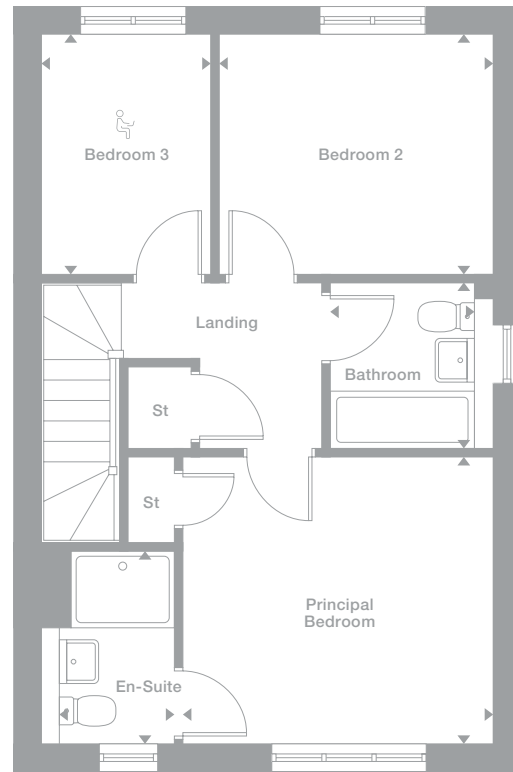 Bedroom 3
Bedroom 2
Landing
Bathroom
St
St
Principal
Bedroom
En-Suite